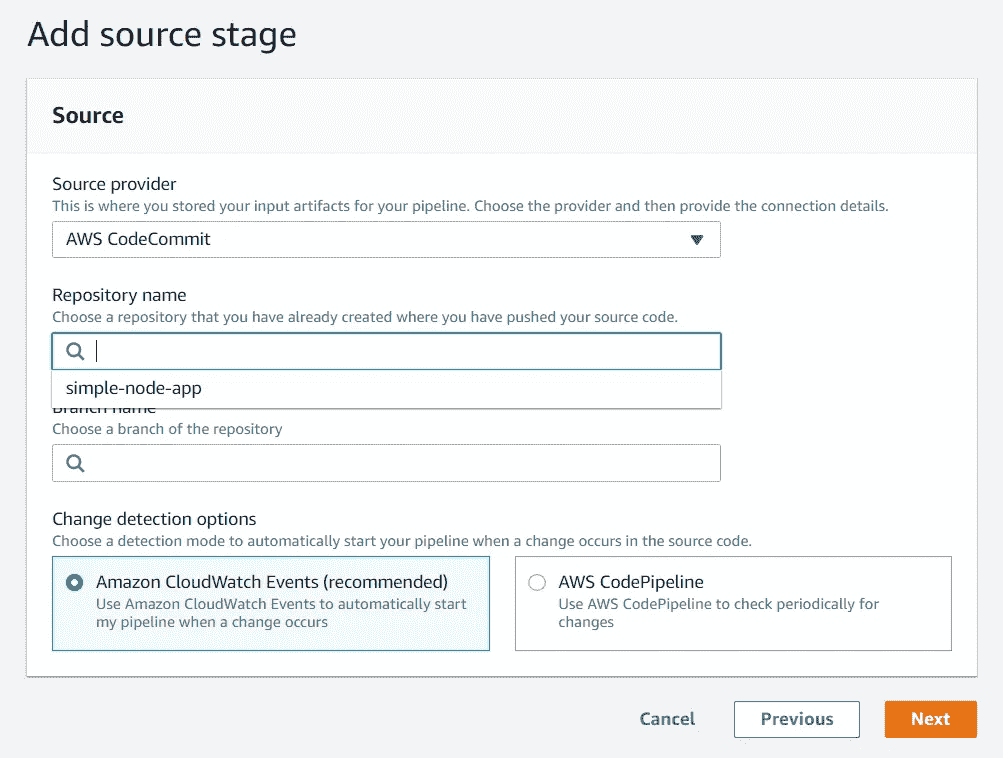 Add source stage
Source
Source provider
This is where you stored your input artifacts for your pipeline. Choose the provider and then provide the connection details.
AWS CodeCommit
Repository name
Choose a repository that you have already created where you have pushed your source code.
simple-node-app
Branch name
Choose a branch of the repository
Change detection options
Choose a detection mode to automatically start your pipeline when a change occurs in the source code.
Amazon CloudWatch Events (recommended)
Use Amazon CloudWatch Events to automatically start
my pipeline when a change occurs
AWS CodePipeline
Use AWS CodePipeline to check periodically for
changes
Cancel
Previous
Next